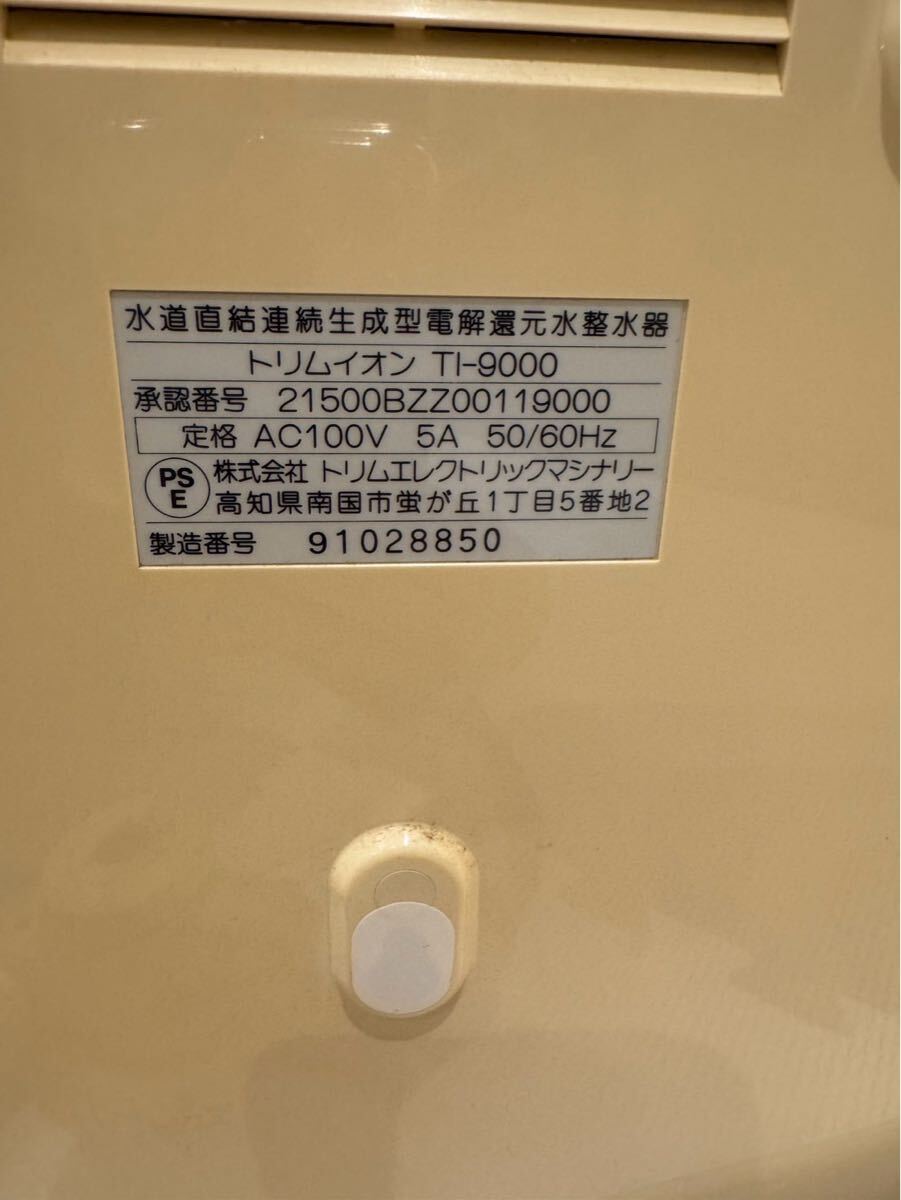 水道直結連続生成型電解還元水整水器
トリムイオン TI-9000
承認番号 21500BZZ00119000
定格 AC100V 5A 50/60Hz
PS
E
株式会社 トリムエレクトリックマシナリー
高知県南国市蛍が丘1丁目5番地2
製造番号 91028850